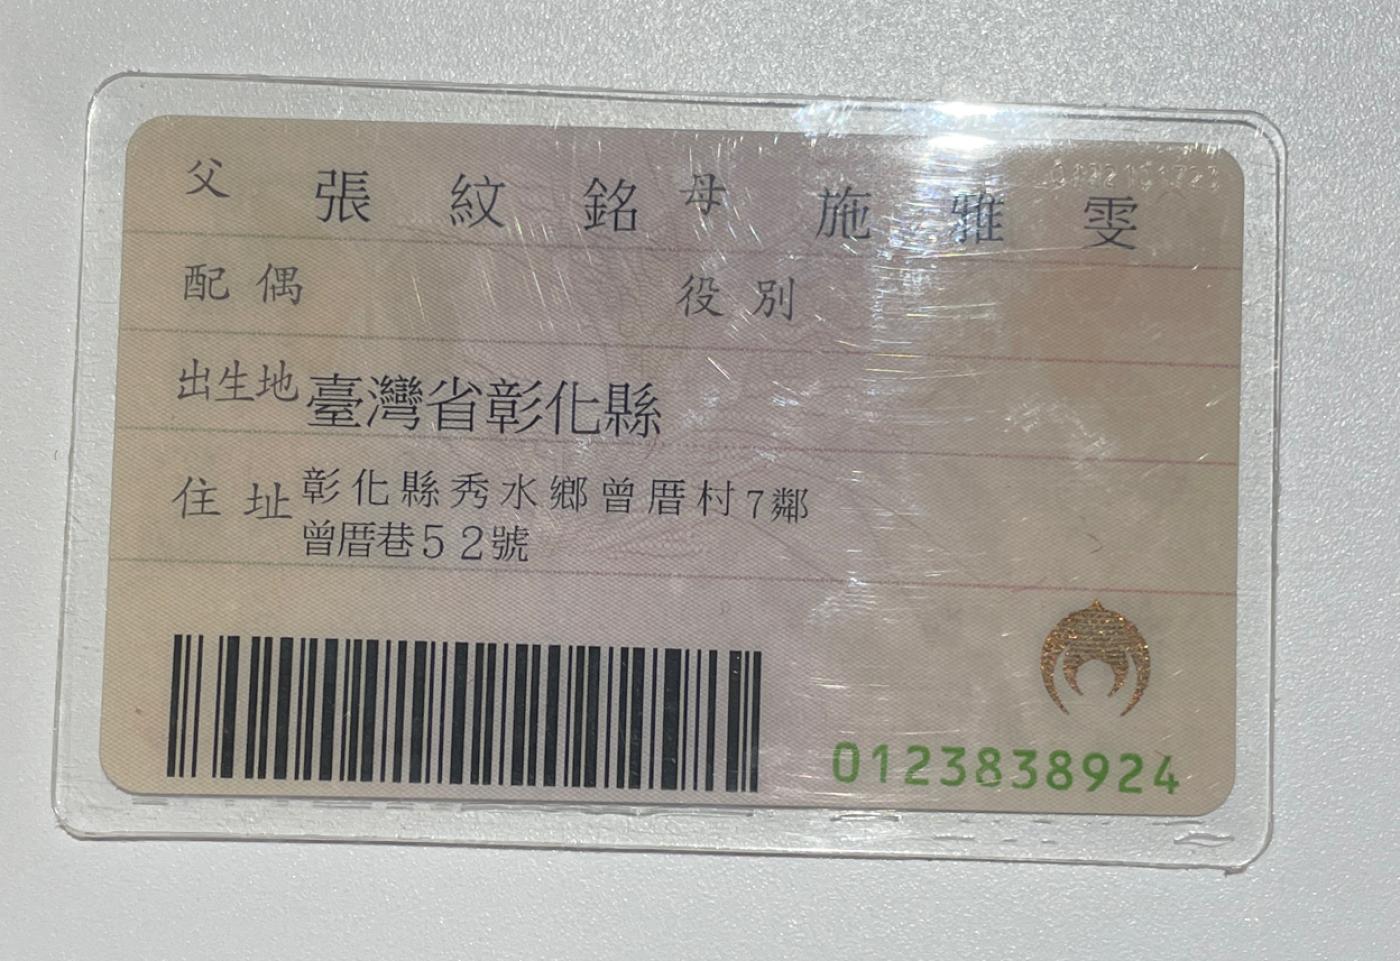 父 張紋銘 母 施雅雯
配偶 役別
出生地 臺灣省彰化縣
住址 彰化縣秀水鄉曾厝村7鄰
曾厝巷52號
0123838924